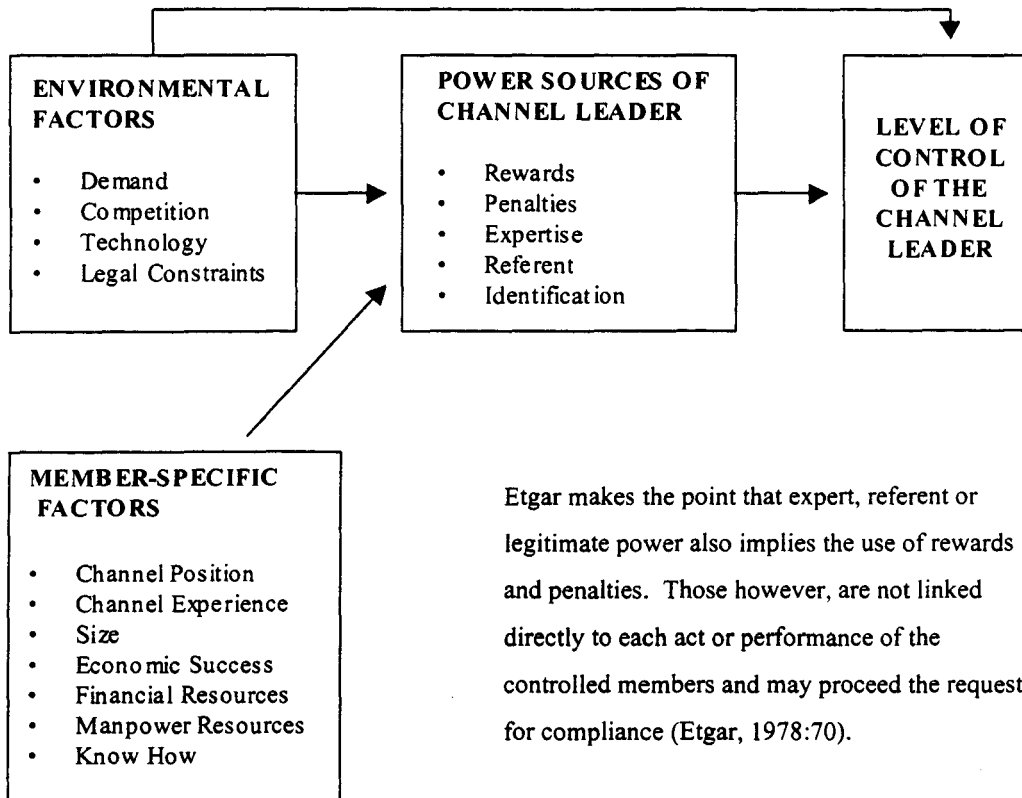 ENVIRONMENTAL
FACTORS
• Demand
• Competition
• Technology
• Legal Constraints
POWER SOURCES OF
CHANNEL LEADER
• Rewards
• Penalties
• Expertise
• Referent
• Identification
LEVEL OF
CONTROL
OF THE
CHANNEL
LEADER
MEMBER-SPECIFIC
FACTORS
• Channel Position
• Channel Experience
• Size
• Economic Success
• Financial Resources
• Manpower Resources
• Know How
Etgar makes the point that expert, referent or
legitimate power also implies the use of rewards
and penalties. Those however, are not linked
directly to each act or performance of the
controlled members and may proceed the request
for compliance (Etgar, 1978:70).